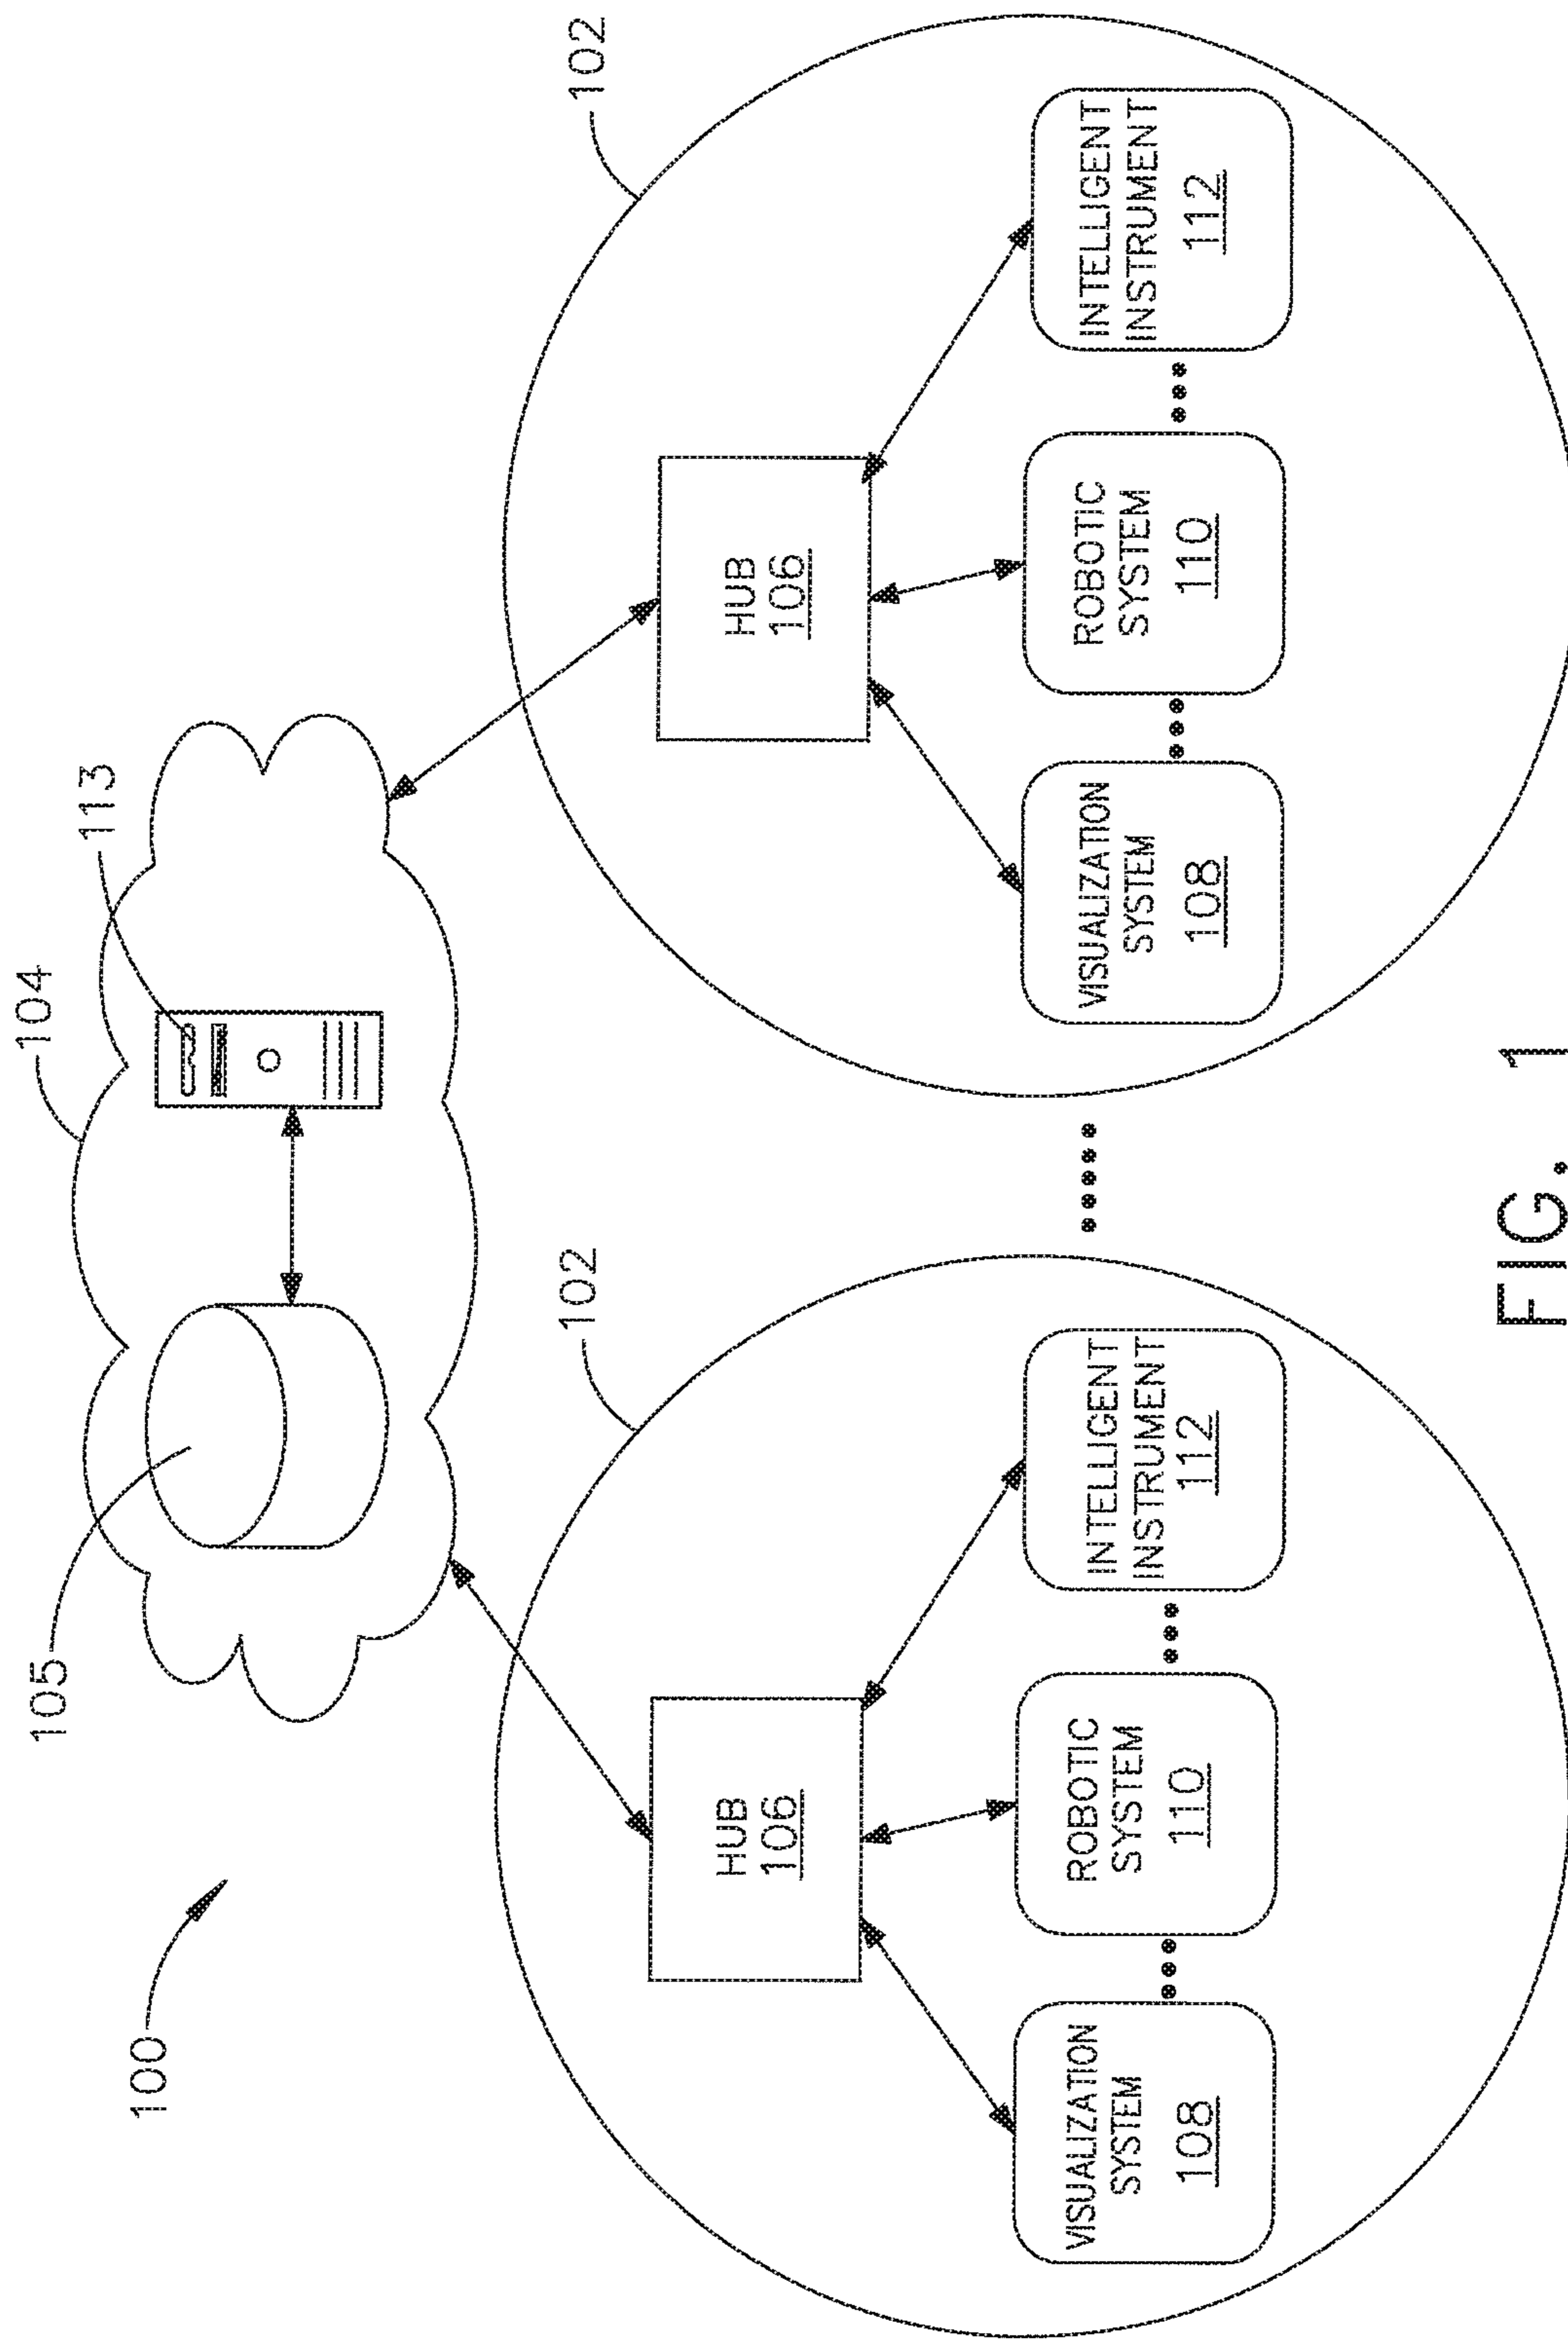 100
105
104
113
102
HUB
106
VISUALIZATION
SYSTEM
108
ROBOTIC
SYSTEM
110
INTELLIGENT
INSTRUMENT
112
102
HUB
106
VISUALIZATION
SYSTEM
108
ROBOTIC
SYSTEM
110
INTELLIGENT
INSTRUMENT
112
FIG. 1